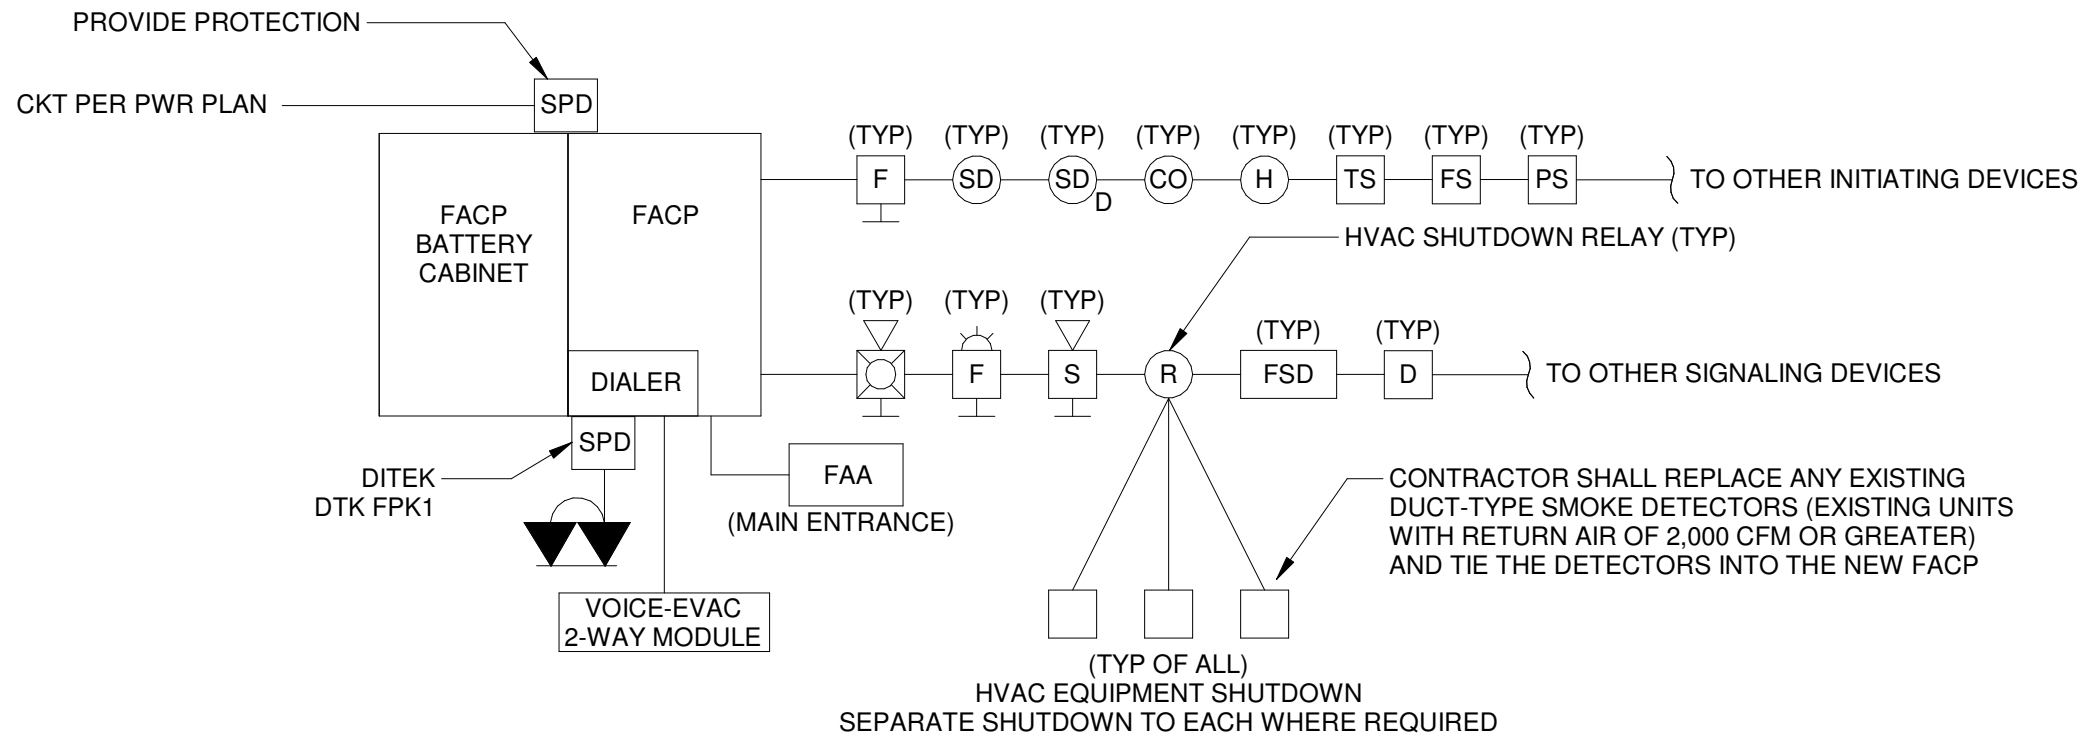 PROVIDE PROTECTION
CKT PER PWR PLAN
SPD
FACP
BATTERY
CABINET
FACP
(TYP) (TYP) (TYP) (TYP) (TYP) (TYP) (TYP) (TYP)
F SD SD CO H TS FS PS
D
TO OTHER INITIATING DEVICES
HVAC SHUTDOWN RELAY (TYP)
(TYP) (TYP) (TYP)
(TYP) (TYP)
F S R FSD D
TO OTHER SIGNALING DEVICES
DIALER
SPD
DITEK
DTK FPK1
FAA
(MAIN ENTRANCE)
VOICE-EVAC
2-WAY MODULE
CONTRACTOR SHALL REPLACE ANY EXISTING
DUCT-TYPE SMOKE DETECTORS (EXISTING UNITS
WITH RETURN AIR OF 2,000 CFM OR GREATER)
AND TIE THE DETECTORS INTO THE NEW FACP
(TYP OF ALL)
HVAC EQUIPMENT SHUTDOWN
SEPARATE SHUTDOWN TO EACH WHERE REQUIRED